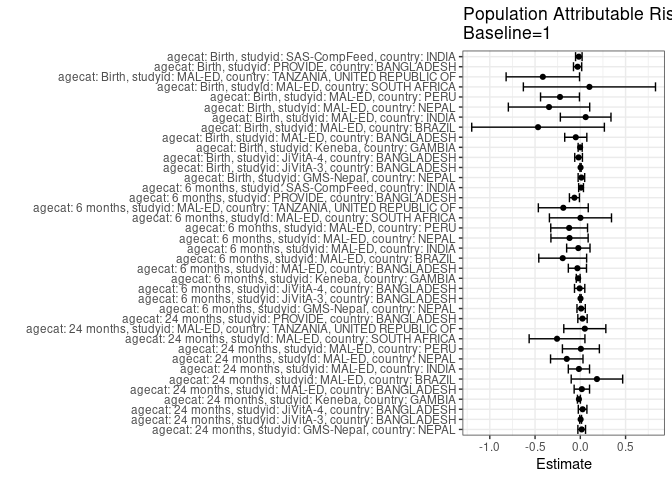 Population Attributable Ris
Baseline=1
agecat: Birth, studyid: SAS-CompFeed, country: INDIA
agecat: Birth, studyid: PROVIDE, country: BANGLADESH
agecat: Birth, studyid: MAL-ED, country: TANZANIA, UNITED REPUBLIC OF
agecat: Birth, studyid: MAL-ED, country: SOUTH AFRICA
agecat: Birth, studyid: MAL-ED, country: PERU
agecat: Birth, studyid: MAL-ED, country: NEPAL
agecat: Birth, studyid: MAL-ED, country: INDIA
agecat: Birth, studyid: MAL-ED, country: BRAZIL
agecat: Birth, studyid: MAL-ED, country: BANGLADESH
agecat: Birth, studyid: Keneba, country: GAMBIA
agecat: Birth, studyid: JiVitA-4, country: BANGLADESH
agecat: Birth, studyid: JiVitA-3, country: BANGLADESH
agecat: Birth, studyid: GMS-Nepal, country: NEPAL
agecat: 6 months, studyid: SAS-CompFeed, country: INDIA
agecat: 6 months, studyid: PROVIDE, country: BANGLADESH
agecat: 6 months, studyid: MAL-ED, country: TANZANIA, UNITED REPUBLIC OF
agecat: 6 months, studyid: MAL-ED, country: SOUTH AFRICA
agecat: 6 months, studyid: MAL-ED, country: PERU
agecat: 6 months, studyid: MAL-ED, country: NEPAL
agecat: 6 months, studyid: MAL-ED, country: INDIA
agecat: 6 months, studyid: MAL-ED, country: BRAZIL
agecat: 6 months, studyid: MAL-ED, country: BANGLADESH
agecat: 6 months, studyid: Keneba, country: GAMBIA
agecat: 6 months, studyid: JiVitA-4, country: BANGLADESH
agecat: 6 months, studyid: JiVitA-3, country: BANGLADESH
agecat: 6 months, studyid: GMS-Nepal, country: NEPAL
agecat: 24 months, studyid: PROVIDE, country: BANGLADESH
agecat: 24 months, studyid: MAL-ED, country: TANZANIA, UNITED REPUBLIC OF
agecat: 24 months, studyid: MAL-ED, country: SOUTH AFRICA
agecat: 24 months, studyid: MAL-ED, country: PERU
agecat: 24 months, studyid: MAL-ED, country: NEPAL
agecat: 24 months, studyid: MAL-ED, country: INDIA
agecat: 24 months, studyid: MAL-ED, country: BRAZIL
agecat: 24 months, studyid: MAL-ED, country: BANGLADESH
agecat: 24 months, studyid: Keneba, country: GAMBIA
agecat: 24 months, studyid: JiVitA-4, country: BANGLADESH
agecat: 24 months, studyid: JiVitA-3, country: BANGLADESH
agecat: 24 months, studyid: GMS-Nepal, country: NEPAL
-1.0 -0.5 0.0 0.5
Estimate